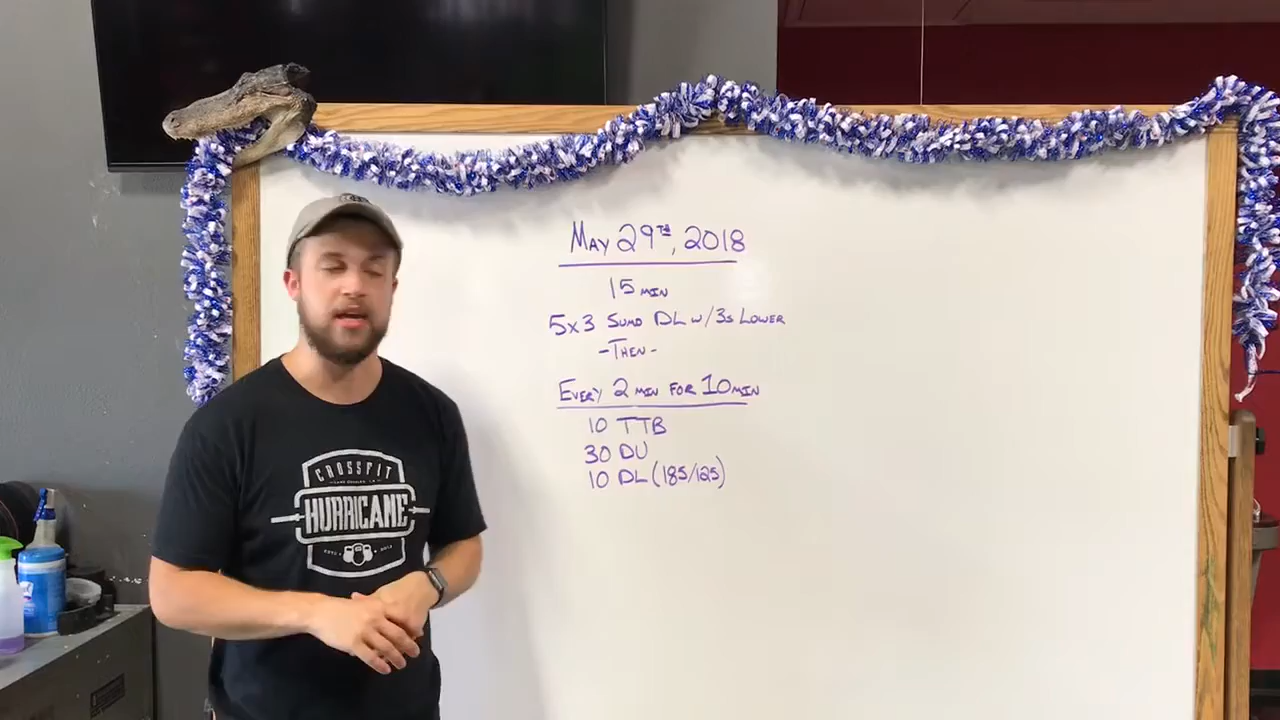 May 29th, 2018
15 min
5x3 Sumo DL w/3s Lower
-Then-
Every 2 min for 10min
10 TTB
30 DU
10 DL (185/125)
CROSSFIT
HURRICANE